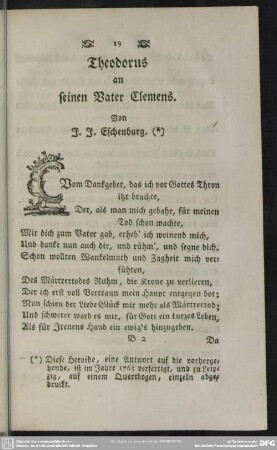 19
Theodorus
an
seinen Vater Clemens.
Von
J. J. Eschenburg. (*)
Vom Dankgebet, das ich vor Gottes Thron
itzt brachte,
Der, als man mich gebahr, für meinen
Tod schon wachte,
Mir dich zum Vater gab, erheb' ich weinend mich,
Und danke nun auch dir, und rühm', und segne dich.
Schon wollten Wankelmuth und Zagheit mich ver-
führen,
Des Märtrertodes Ruhm, die Krone zu verlieren,
Der ich erst voll Vertraun mein Haupt entgegen bot;
Nun schien der Liebe Glück mir mehr als Märtrertod;
Und schwerer ward es mir, für Gott ein kurzes Leben,
Als für Irenens Hand ein ewig's hinzugeben.
B 2 Da
(*) Diese Heroide, eine Antwort auf die vorherge-
hende, ist im Jahre 1763 verfertigt, und zu Leip-
zig, auf einem Quartbogen, einzeln abge-
druckt.